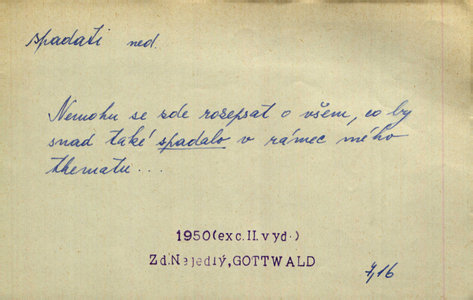 spadati ned.
Nemohu se zde rozepsat o všem, co by
snad také spadalo v rámec mého
thematu...
1950(exc.II.vyd.)
Zd.Nejedlý,GOTTWALD
7,16